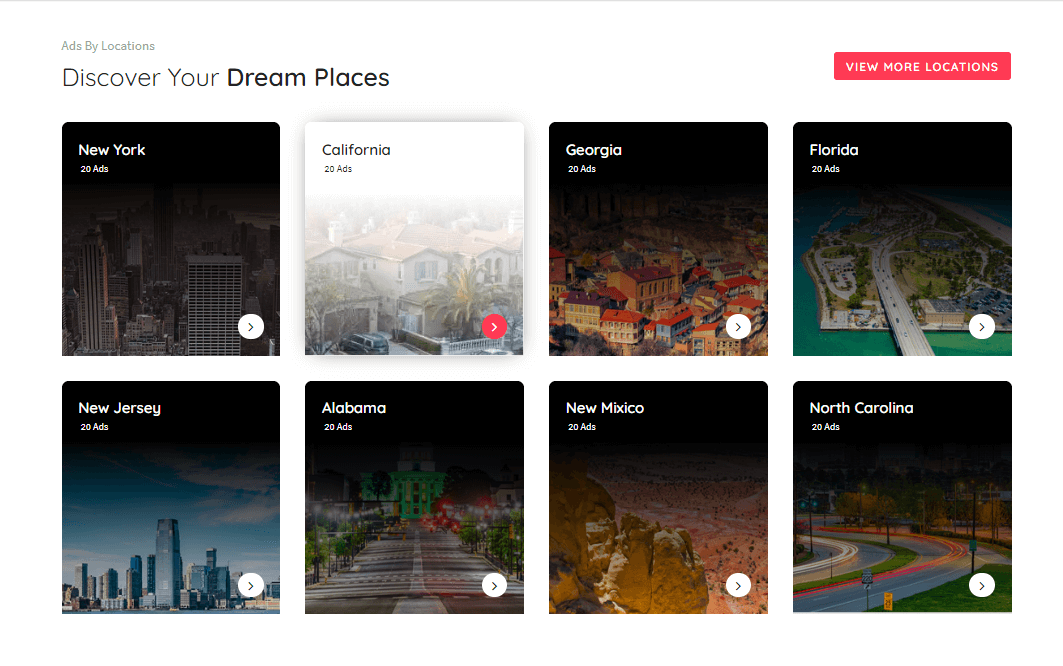 Ads By Locations
Discover Your Dream Places
VIEW MORE LOCATIONS
New York
20 Ads
California
20 Ads
Georgia
20 Ads
Florida
20 Ads
New Jersey
20 Ads
Alabama
20 Ads
New Mixico
20 Ads
North Carolina
20 Ads